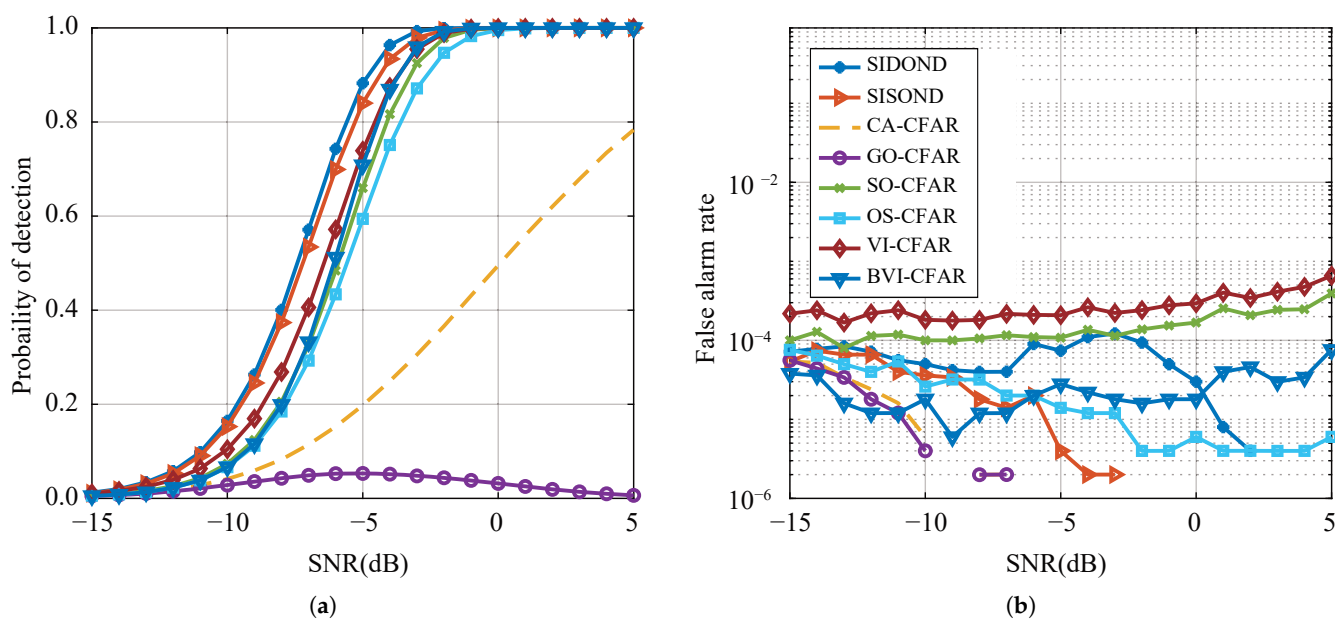 1.0
0.8
0.6
0.4
0.2
0.0
Probaility of detection
−15
−10
−5
0
5
SNR(dB)
(a)
SIDOND
SISOND
CA-CFAR
GO-CFAR
SO-CFAR
OS-CFAR
VI-CFAR
BVI-CFAR
10−2
10−4
10−6
False alarm rate
−15
−10
−5
0
5
SNR(dB)
(b)